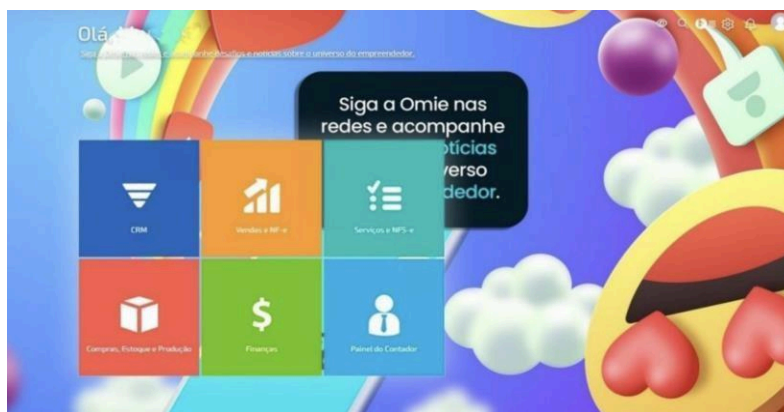 Olá,
Siga a Omie nas
redes e acompanhe
verso
dedor.
CRM
Vendas e NF-e
Serviços e NFS-e
Compras, Estoque e Produção
Finanças
Painel do Contador